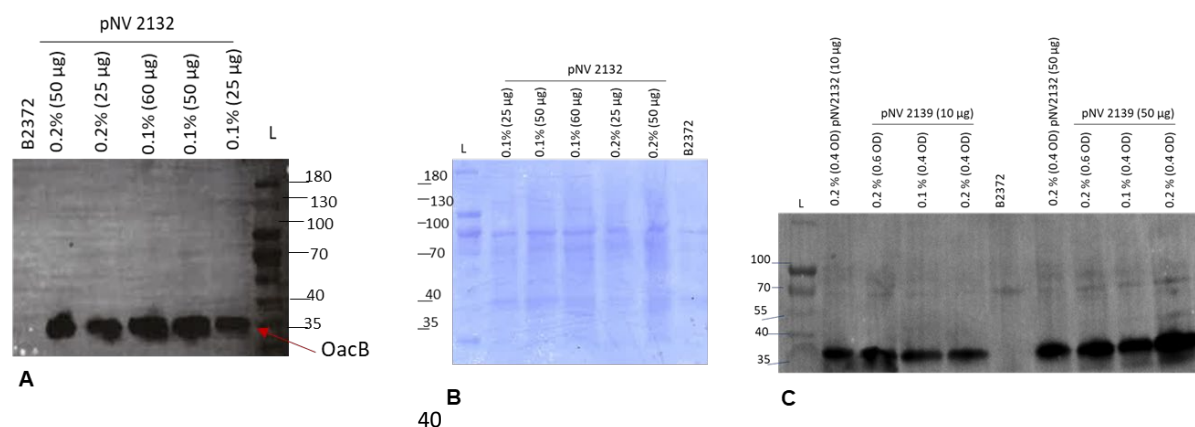 pNV 2132
B2372
0.2% (50 µg)
0.2% (25 µg)
0.1% (60 µg)
0.1% (50 µg)
0.1% (25 µg)
L
180
130
100
70
40
35
OacB
A
pNV 2132
L
0.1% (25 µg)
0.1% (50 µg)
0.1% (60 µg)
0.2% (25 µg)
0.2% (50 µg)
B2372
180
130
100
70
40
35
B
40
L
0.2 % (0.4 OD) pNV2132 (10 µg)
pNV 2139 (10 µg)
0.2 % (0.6 OD)
0.1 % (0.4 OD)
0.2 % (0.4 OD)
B2372
0.2 % (0.4 OD) pNV2132 (50 µg)
pNV 2139 (50 µg)
0.2 % (0.6 OD)
0.1 % (0.4 OD)
0.2 % (0.4 OD)
100
70
55
40
35
C